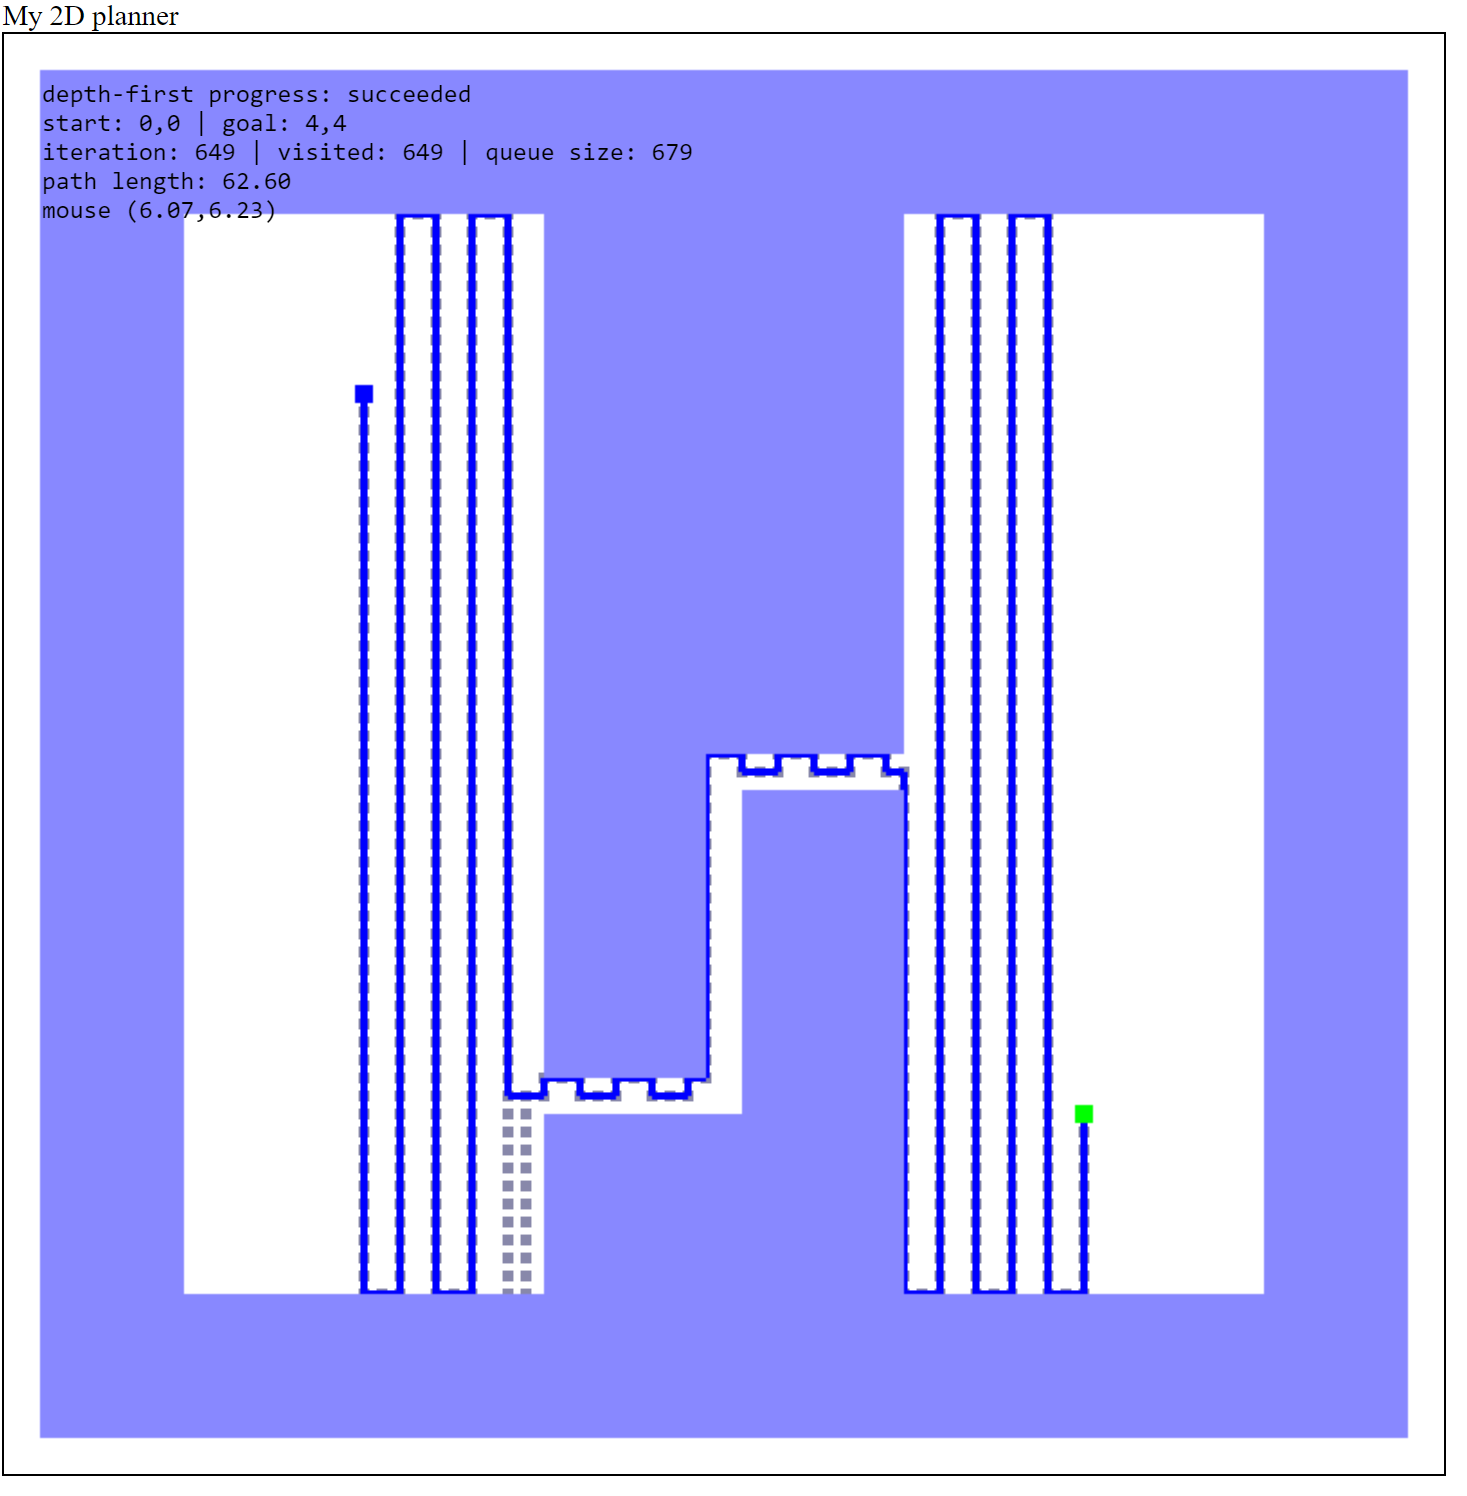 My 2D planner
depth-first progress: succeeded
start: 0,0 | goal: 4,4
iteration: 649 | visited: 649 | queue size: 679
path length: 62.60
mouse (6.07,6.23)